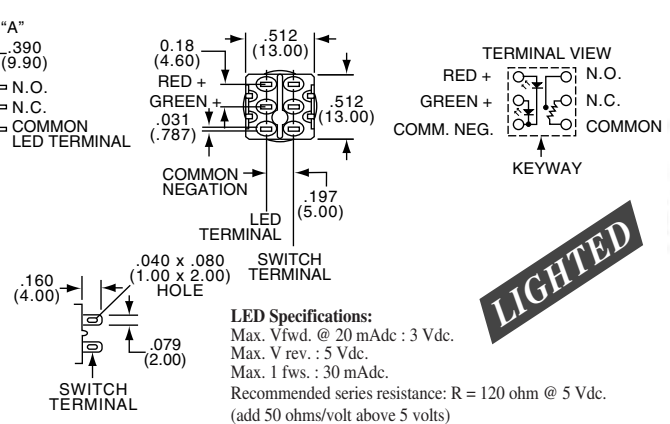 "A"
.390
(9.90)
N.O.
N.C.
COMMON
LED TERMINAL
0.18
(4.60)
RED +
GREEN +
.031
(.787)
.512
(13.00)
.512
(13.00)
COMMON
NEGATION
.197
(5.00)
LED
TERMINAL
SWITCH
TERMINAL
TERMINAL VIEW
RED +
N.O.
GREEN +
N.C.
COMM. NEG.
COMMON
KEYWAY
LIGHTED
.160
(4.00)
.040 x .080
(1.00 x 2.00)
HOLE
.079
(2.00)
SWITCH
TERMINAL
LED Specifications:
Max. Vfwd. @ 20 mAdc : 3 Vdc.
Max. V rev. : 5 Vdc.
Max. 1 fws. : 30 mAdc.
Recommended series resistance: R = 120 ohm @ 5 Vdc.
(add 50 ohms/volt above 5 volts)